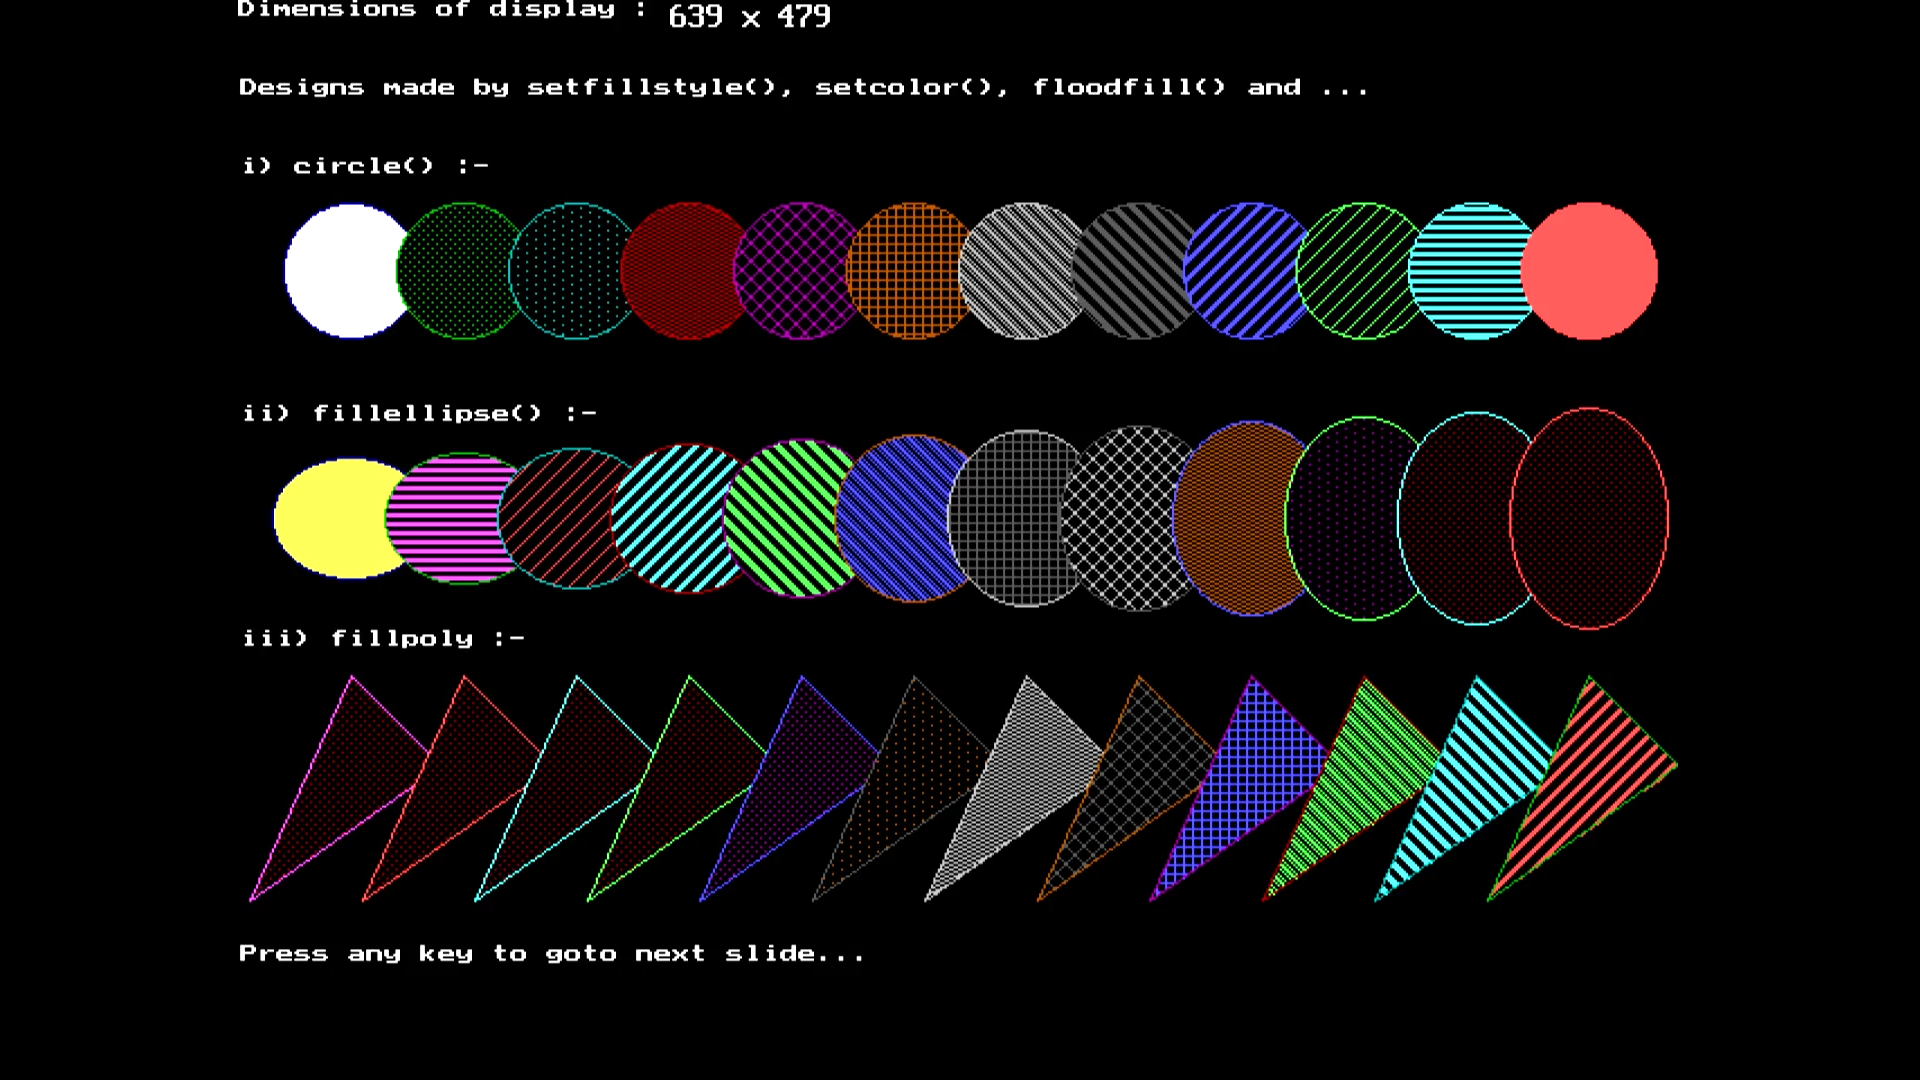 Dimensions of display : 639 x 479
Designs made by setfillstyle(), setcolor(), floodfill() and ...
i) circle() :-
ii) fillellipse() :-
iii) fillpoly :-
Press any key to goto next slide...